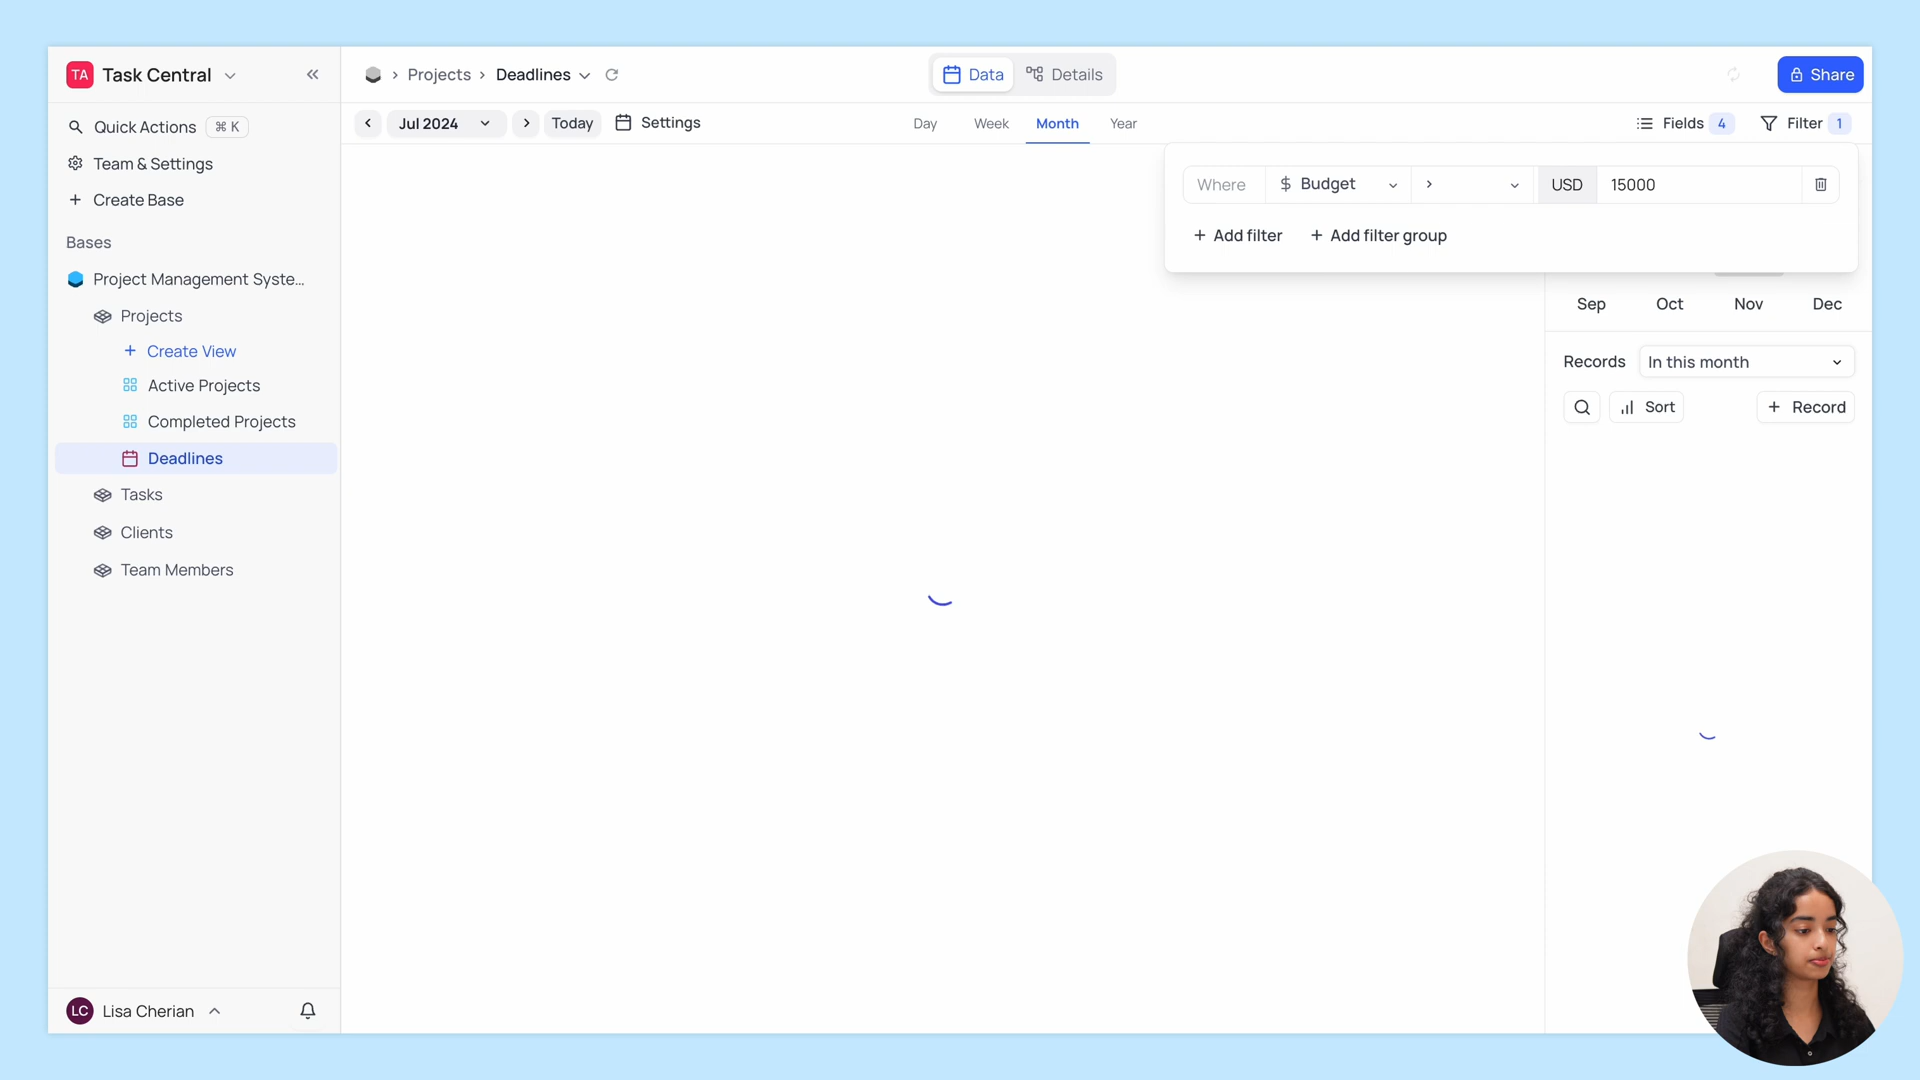 TA Task Central
Projects Deadlines
Data Details
Share
Quick Actions ⌘ K
Team & Settings
Create Base
Bases
Project Management Syste...
Projects
Create View
Active Projects
Completed Projects
Deadlines
Tasks
Clients
Team Members
LC Lisa Cherian
Jul 2024 Today Settings
Day Week Month Year
Fields 4 Filter 1
Where $ Budget > USD 15000
+ Add filter + Add filter group
Sep Oct Nov Dec
Records In this month
Sort + Record